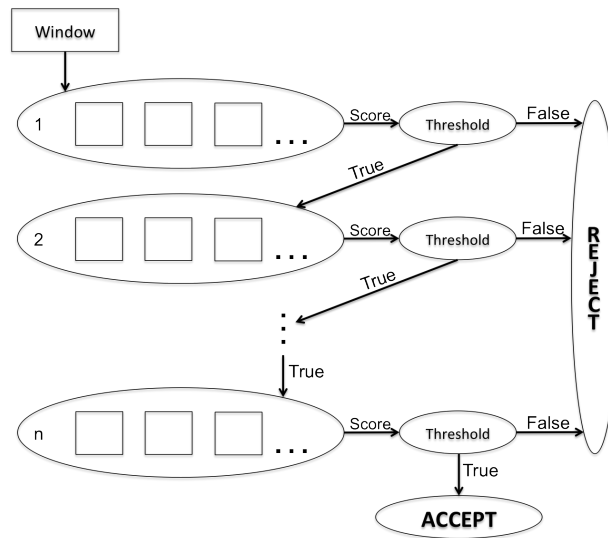 Window
1 ... Score Threshold False
True
2 ... Score Threshold False
True
REJECT
True
n ... Score Threshold False
True
ACCEPT